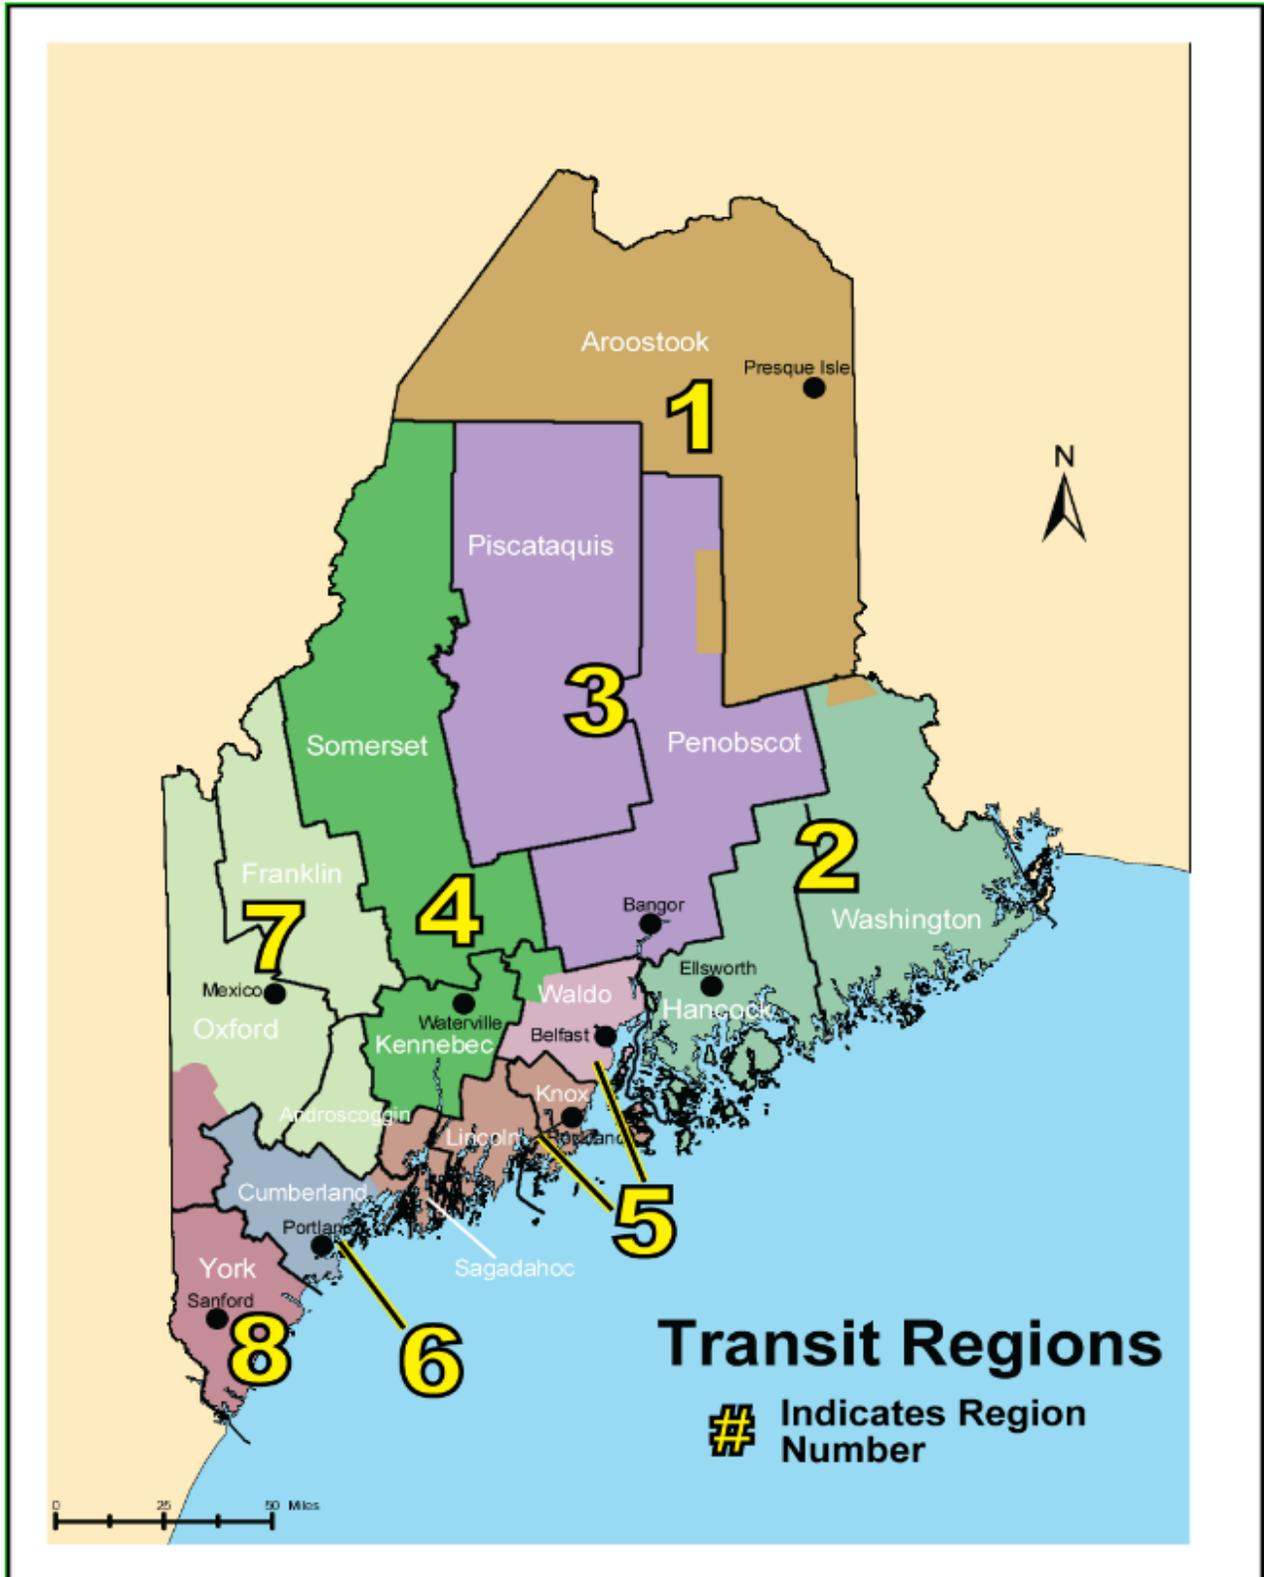 Aroostook
Presque Isle
1
N
Piscataquis
3
Penobscot
Somerset
2
Franklin
4
7
Bangor
Washington
Ellsworth
Mexico
Waldo
Hancock
Waterville
Oxford
Belfast
Kennebec
Knox
Androscoggin
Lincoln
Cumberland
5
Portland
York
Sagadahoc
Sanford
8
6
Transit Regions
# Indicates Region
Number
0 25 50 Miles